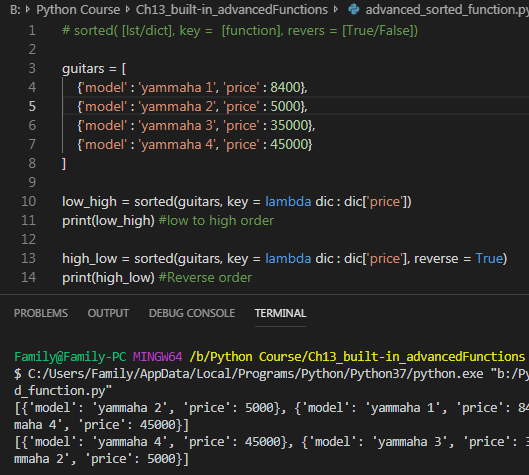 B: > Python Course > Ch13_built-in_advancedFunctions > advanced_sorted_function.py
1 # sorted( [lst/dict], key = [function], revers = [True/False])
2
3 guitars = [
4 {'model' : 'yammaha 1', 'price' : 8400},
5 {'model' : 'yammaha 2', 'price' : 5000},
6 {'model' : 'yammaha 3', 'price' : 35000},
7 {'model' : 'yammaha 4', 'price' : 45000}
8 ]
9
10 low_high = sorted(guitars, key = lambda dic : dic['price'])
11 print(low_high) #low to high order
12
13 high_low = sorted(guitars, key = lambda dic : dic['price'], reverse = True)
14 print(high_low) #Reverse order
PROBLEMS OUTPUT DEBUG CONSOLE TERMINAL
Family@Family-PC MINGW64 /b/Python Course/Ch13_built-in_advancedFunctions
$ C:/Users/Family/AppData/Local/Programs/Python/Python37/python.exe "b:/P
d_function.py"
[{'model': 'yammaha 2', 'price': 5000}, {'model': 'yammaha 1', 'price': 84
maha 4', 'price': 45000}]
[{'model': 'yammaha 4', 'price': 45000}, {'model': 'yammaha 3', 'price': 3
mmaha 2', 'price': 5000}]